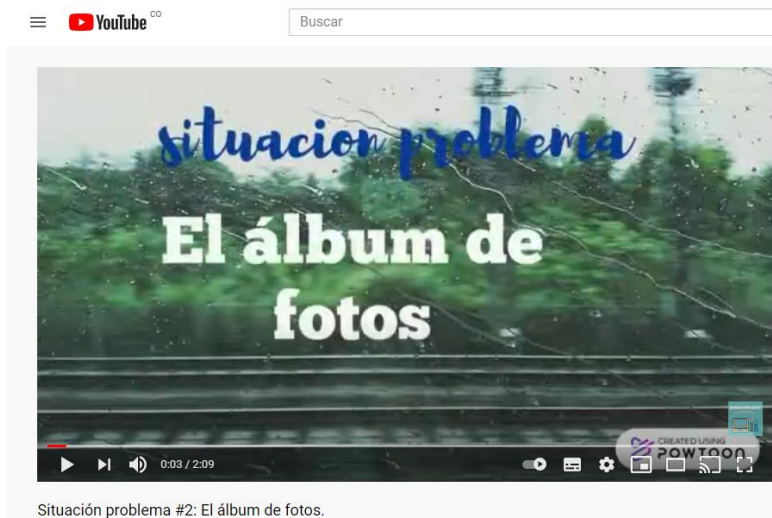 YouTube CO
Buscar
situacion problema
El álbum de
fotos
CREATED USING
POWTOON
0:03 / 2:09
Situación problema #2: El álbum de fotos.